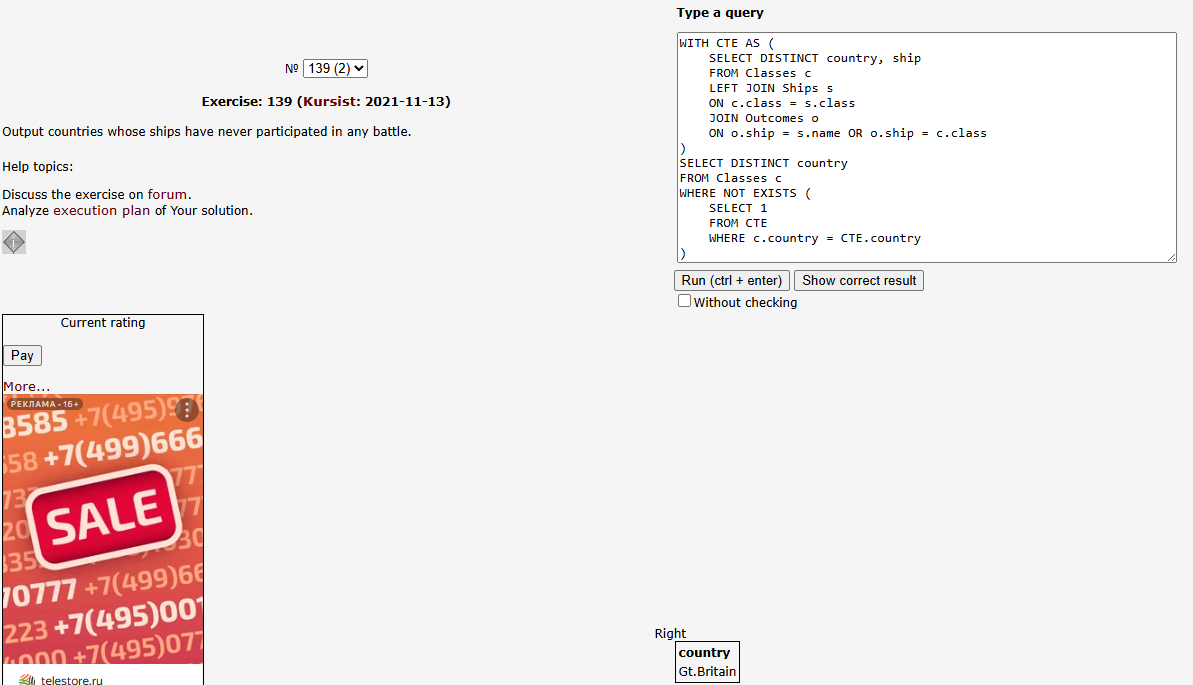 № 139 (2)
Exercise: 139 (Kursist: 2021-11-13)
Output countries whose ships have never participated in any battle.
Help topics:
Discuss the exercise on forum.
Analyze execution plan of Your solution.
Type a query
WITH CTE AS (
    SELECT DISTINCT country, ship
    FROM Classes c
    LEFT JOIN Ships s
    ON c.class = s.class
    JOIN Outcomes o
    ON o.ship = s.name OR o.ship = c.class
)
SELECT DISTINCT country
FROM Classes c
WHERE NOT EXISTS (
    SELECT 1
    FROM CTE
    WHERE c.country = CTE.country
)
Run (ctrl + enter) Show correct result
Without checking
Current rating
Pay
More...
РЕКЛАМА • 16+
8585 +7(495)
+7(499)666
SALE
70777 +7(499)66
223 +7(495)00
+7(495)077
telestore.ru
Right
country
Gt.Britain